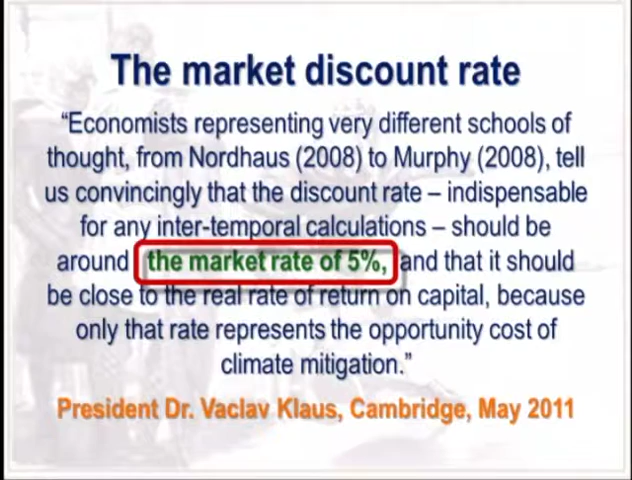 The market discount rate
“Economists representing very different schools of
thought, from Nordhaus (2008) to Murphy (2008), tell
us convincingly that the discount rate – indispensable
for any inter-temporal calculations – should be
around the market rate of 5%, and that it should
be close to the real rate of return on capital, because
only that rate represents the opportunity cost of
climate mitigation.”
President Dr. Vaclav Klaus, Cambridge, May 2011